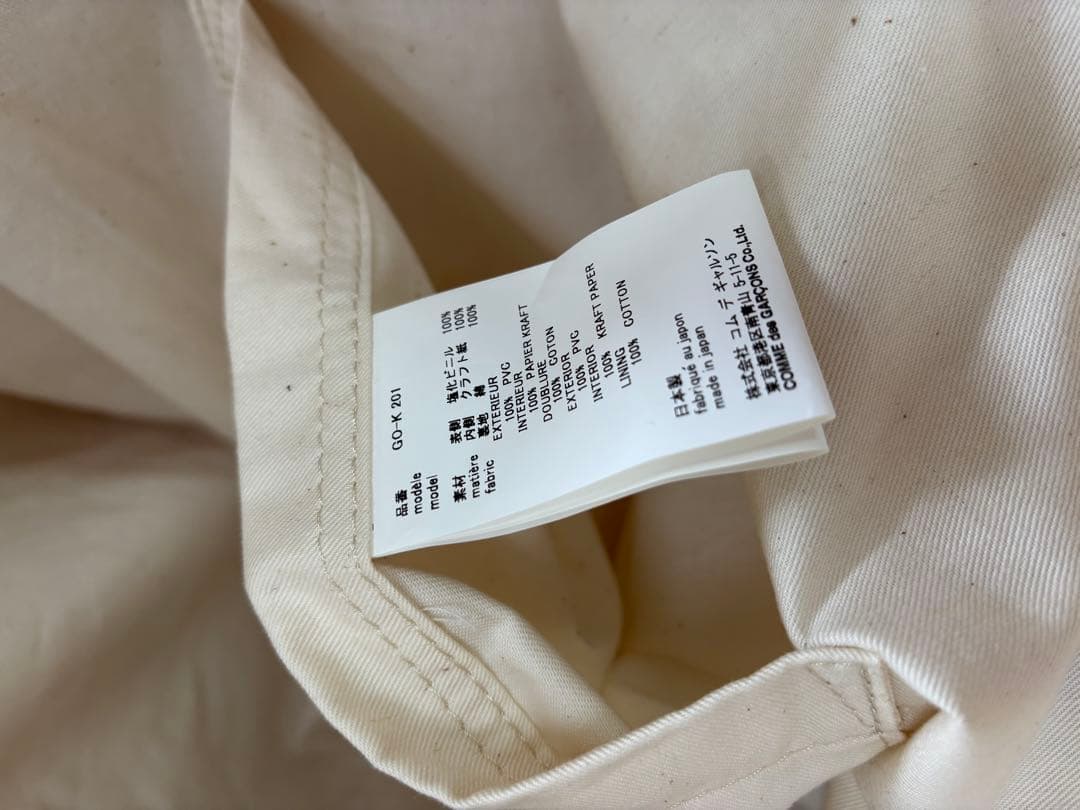 品番 GO-K 201
modèle
model
素材 表側 塩化ビニル 100%
matière 内側 クラフト紙 100%
fabric 裏地 綿 100%
EXTERIEUR
100% PVC
INTERIEUR
100% PAPIER KRAFT
DOUBLURE
100% COTON
EXTERIOR
100% PVC
INTERIOR
100% KRAFT PAPER
LINING
100% COTTON
日本製
fabriqué au japon
made in japan
株式会社 コム デ ギャルソン
東京都港区南青山 5-11-5
COMME des GARÇONS Co.,Ltd.